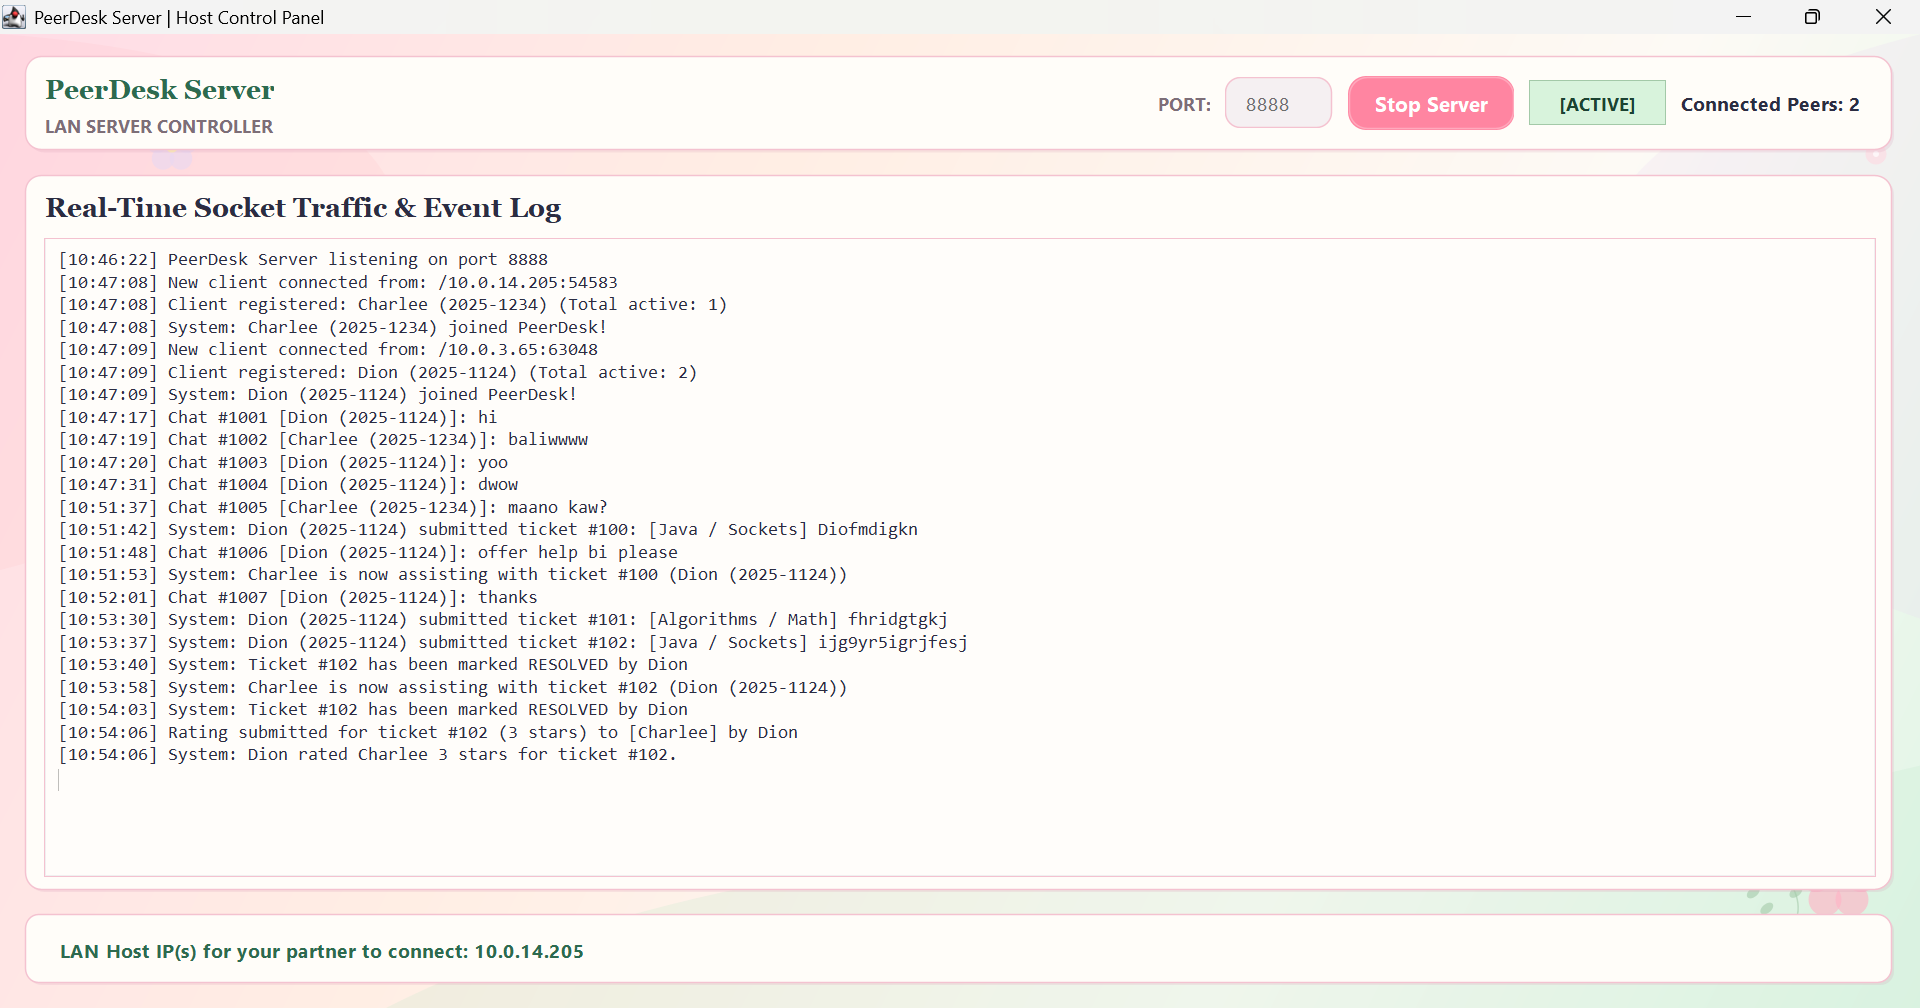 PeerDesk Server | Host Control Panel
PeerDesk Server
LAN SERVER CONTROLLER
PORT: 8888 Stop Server [ACTIVE] Connected Peers: 2
Real-Time Socket Traffic & Event Log
[10:46:22] PeerDesk Server listening on port 8888
[10:47:08] New client connected from: /10.0.14.205:54583
[10:47:08] Client registered: Charlee (2025-1234) (Total active: 1)
[10:47:08] System: Charlee (2025-1234) joined PeerDesk!
[10:47:09] New client connected from: /10.0.3.65:63048
[10:47:09] Client registered: Dion (2025-1124) (Total active: 2)
[10:47:09] System: Dion (2025-1124) joined PeerDesk!
[10:47:17] Chat #1001 [Dion (2025-1124)]: hi
[10:47:19] Chat #1002 [Charlee (2025-1234)]: baliwwww
[10:47:20] Chat #1003 [Dion (2025-1124)]: yoo
[10:47:31] Chat #1004 [Dion (2025-1124)]: dwow
[10:51:37] Chat #1005 [Charlee (2025-1234)]: maano kaw?
[10:51:42] System: Dion (2025-1124) submitted ticket #100: [Java / Sockets] Diofmdigkn
[10:51:48] Chat #1006 [Dion (2025-1124)]: offer help bi please
[10:51:53] System: Charlee is now assisting with ticket #100 (Dion (2025-1124))
[10:52:01] Chat #1007 [Dion (2025-1124)]: thanks
[10:53:30] System: Dion (2025-1124) submitted ticket #101: [Algorithms / Math] fhridgtgkj
[10:53:37] System: Dion (2025-1124) submitted ticket #102: [Java / Sockets] ijg9yr5igrjfesj
[10:53:40] System: Ticket #102 has been marked RESOLVED by Dion
[10:53:58] System: Charlee is now assisting with ticket #102 (Dion (2025-1124))
[10:54:03] System: Ticket #102 has been marked RESOLVED by Dion
[10:54:06] Rating submitted for ticket #102 (3 stars) to [Charlee] by Dion
[10:54:06] System: Dion rated Charlee 3 stars for ticket #102.
LAN Host IP(s) for your partner to connect: 10.0.14.205